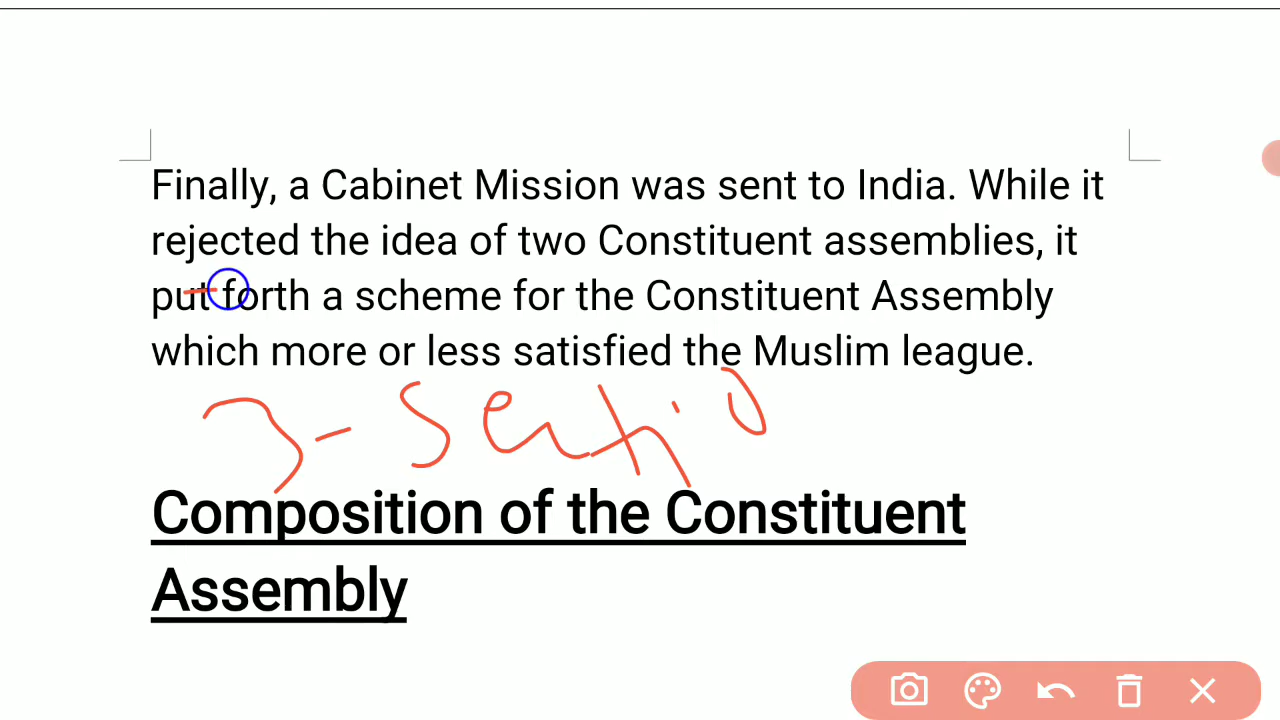 Finally, a Cabinet Mission was sent to India. While it
rejected the idea of two Constituent assemblies, it
put forth a scheme for the Constituent Assembly
which more or less satisfied the Muslim league.
3-
Composition of the Constituent
Assembly